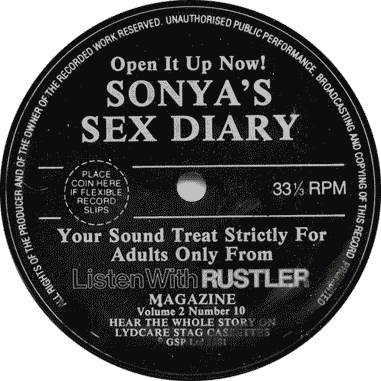 ALL RIGHTS OF THE PRODUCER AND OF THE OWNER OF THE RECORDED WORK RESERVED. UNAUTHORISED PUBLIC PERFORMANCE, BROADCASTING AND COPYING OF THIS RECORD PROHIBITED
Open It Up Now!
SONYA'S
SEX DIARY
PLACE
COIN HERE
IF FLEXIBLE
RECORD
SLIPS
33⅓ RPM
Your Sound Treat Strictly For
Adults Only From
Listen With RUSTLER
MAGAZINE
Volume 2 Number 10
HEAR THE WHOLE STORY ON
LYDCARE STAG CASSETTES
GSP